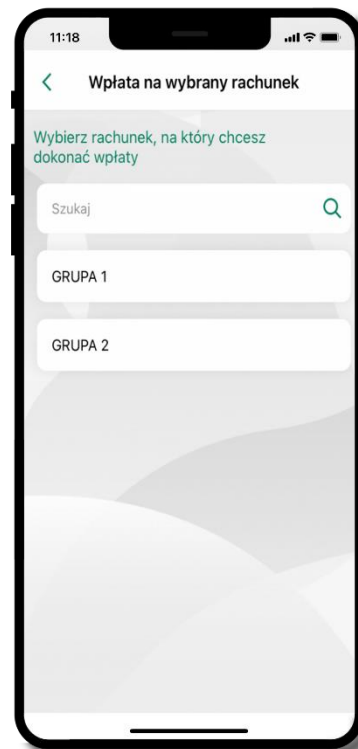 11:18
Wpłata na wybrany rachunek
Wybierz rachunek, na który chcesz
dokonać wpłaty
Szukaj
GRUPA 1
GRUPA 2